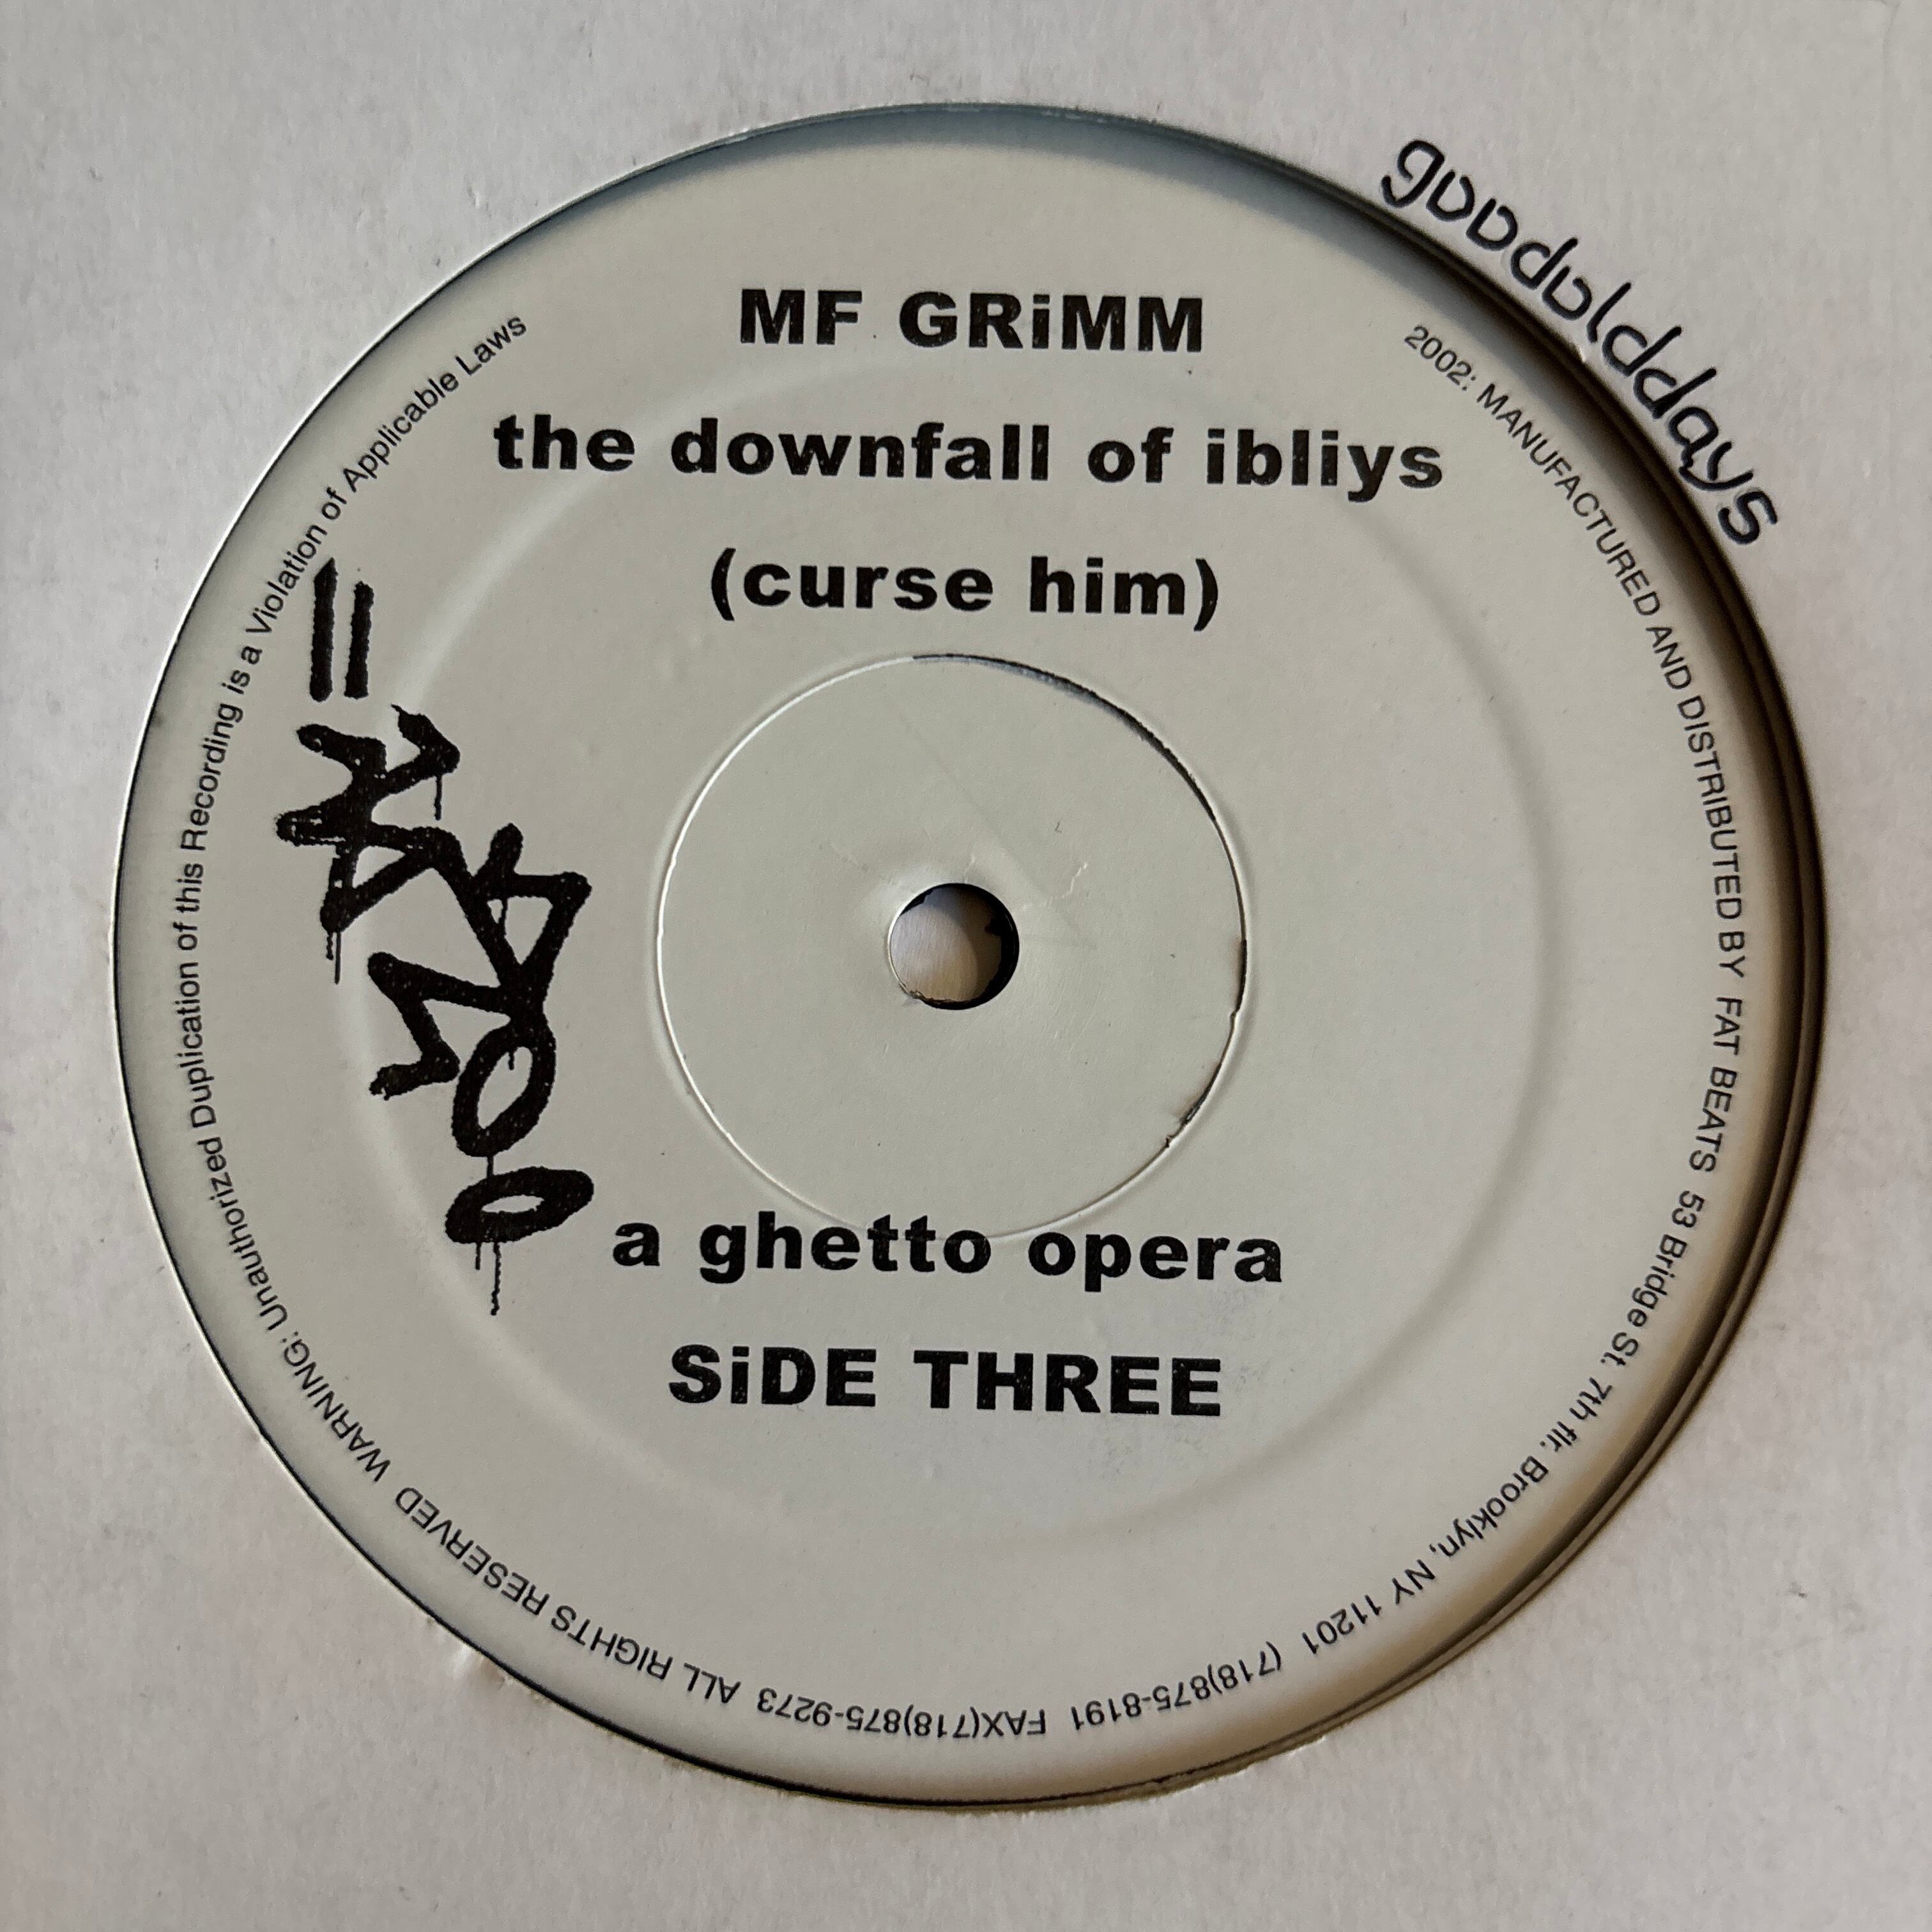 MF GRiMM
the downfall of ibliys
(curse him)
a ghetto opera
SiDE THREE
2002: MANUFACTURED AND DISTRIBUTED BY FAT BEATS 53 Bridge St. 7th flr. Brooklyn, NY 11201 (718)875-8191 FAX(718)875-9273 ALL RIGHTS RESERVED WARNING: Unauthorized Duplication of this Recording is a Violation of Applicable Laws
goodolddays